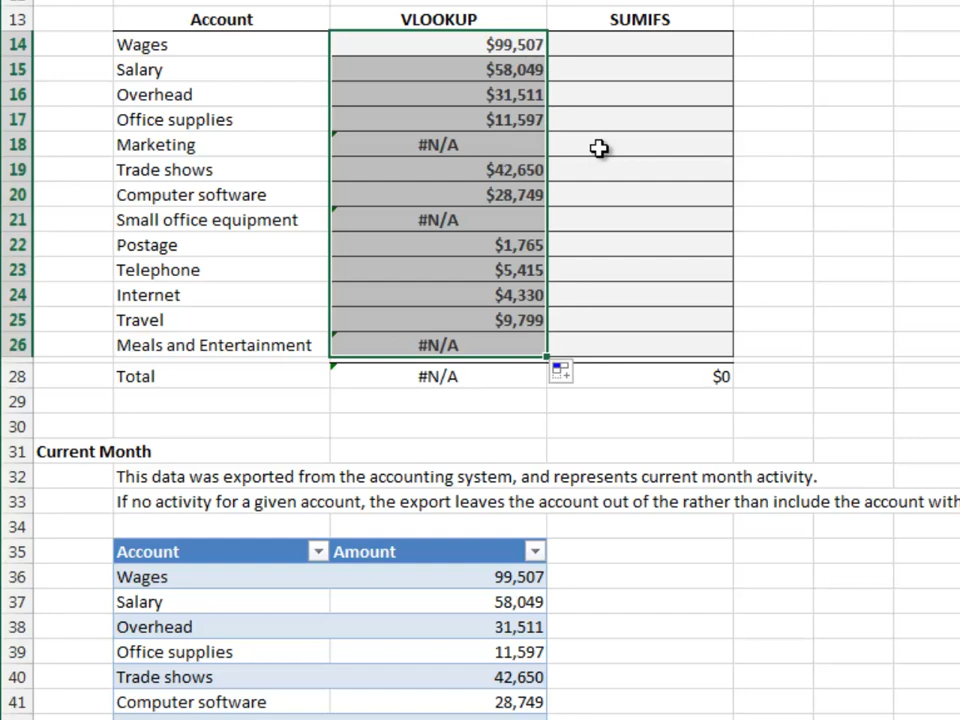 13 Account VLOOKUP SUMIFS
14 Wages $99,507
15 Salary $58,049
16 Overhead $31,511
17 Office supplies $11,597
18 Marketing #N/A
19 Trade shows $42,650
20 Computer software $28,749
21 Small office equipment #N/A
22 Postage $1,765
23 Telephone $5,415
24 Internet $4,330
25 Travel $9,799
26 Meals and Entertainment #N/A
28 Total #N/A $0
29
30
31 Current Month
32 This data was exported from the accounting system, and represents current month activity.
33 If no activity for a given account, the export leaves the account out of the rather than include the account with
34
35 Account Amount
36 Wages 99,507
37 Salary 58,049
38 Overhead 31,511
39 Office supplies 11,597
40 Trade shows 42,650
41 Computer software 28,749